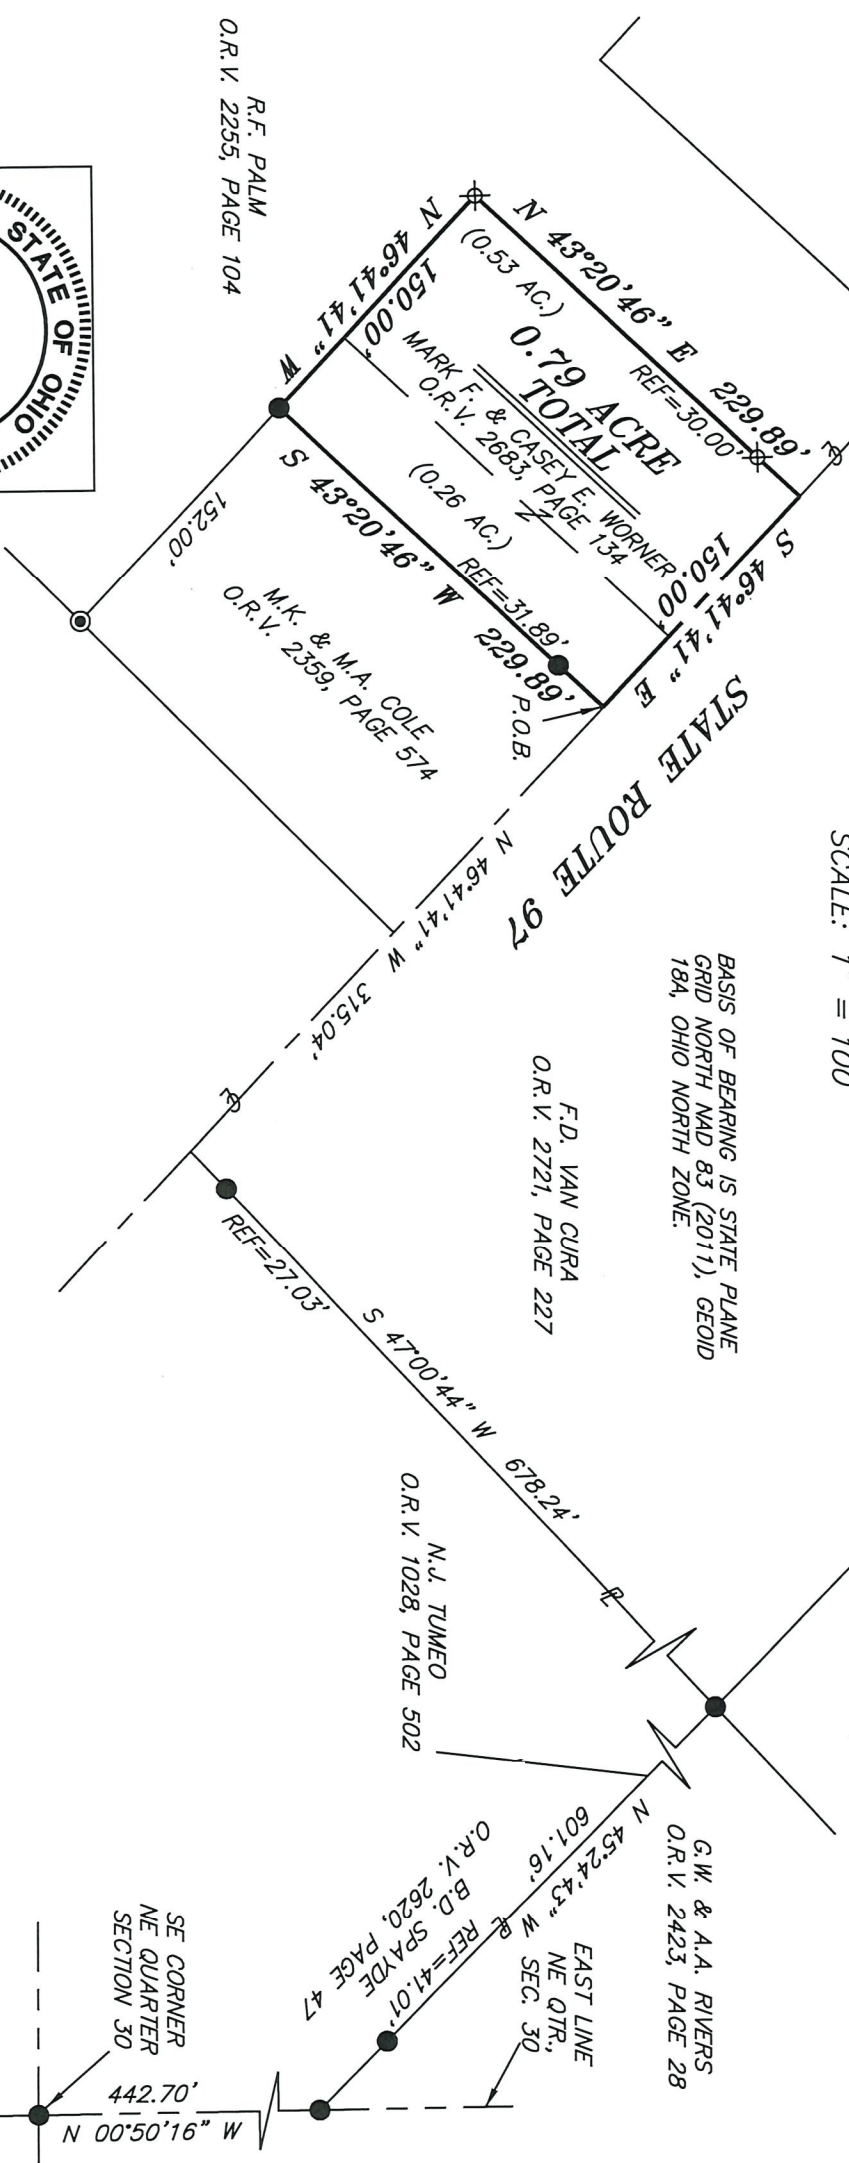 R.F. PALM
O.R.V. 2255, PAGE 104
STATE OF OHIO
N 46°41'41" W
150.00'
N 43°20'46" E 229.89'
REF=30.00'
(0.53 AC.)
0.79 ACRE
TOTAL
MARK F. & CASEY E. WORNER
O.R.V. 2683, PAGE 134
(0.26 AC.)
S 46°41'41" E
150.00'
S 43°20'46" W 229.89'
REF=31.89'
P.O.B.
152.00'
M.K. & M.A. COLE
O.R.V. 2359, PAGE 574
STATE ROUTE 97
SCALE: 1" = 100
BASIS OF BEARING IS STATE PLANE
GRID NORTH NAD 83 (2011), GEOID
18A, OHIO NORTH ZONE.
N 46°41'41" W 315.04'
F.D. VAN CURA
O.R.V. 2721, PAGE 227
REF=27.03'
S 47°00'44" W 678.24'
N.J. TUMEO
O.R.V. 1028, PAGE 502
G.W. & A.A. RIVERS
O.R.V. 2423, PAGE 28
N 45°24'43" W
601.16'
REF=41.01'
B.D. SPAYDE
O.R.V. 2620, PAGE 47
EAST LINE
NE QTR.,
SEC. 30
SE CORNER
NE QUARTER
SECTION 30
442.70'
N 00°50'16" W